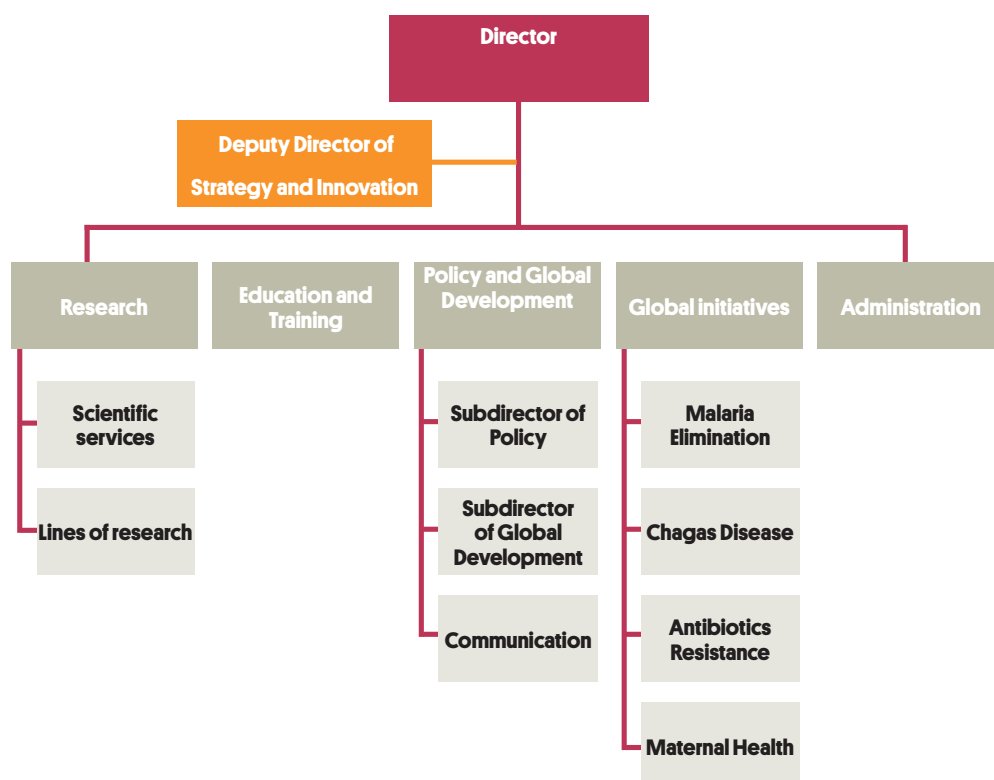 Director
Deputy Director of
Strategy and Innovation
Research
Education and
Training
Policy and Global
Development
Global initiatives
Administration
Scientific
services
Lines of research
Subdirector of
Policy
Subdirector
of Global
Development
Communication
Malaria
Elimination
Chagas Disease
Antibiotics
Resistance
Maternal Health